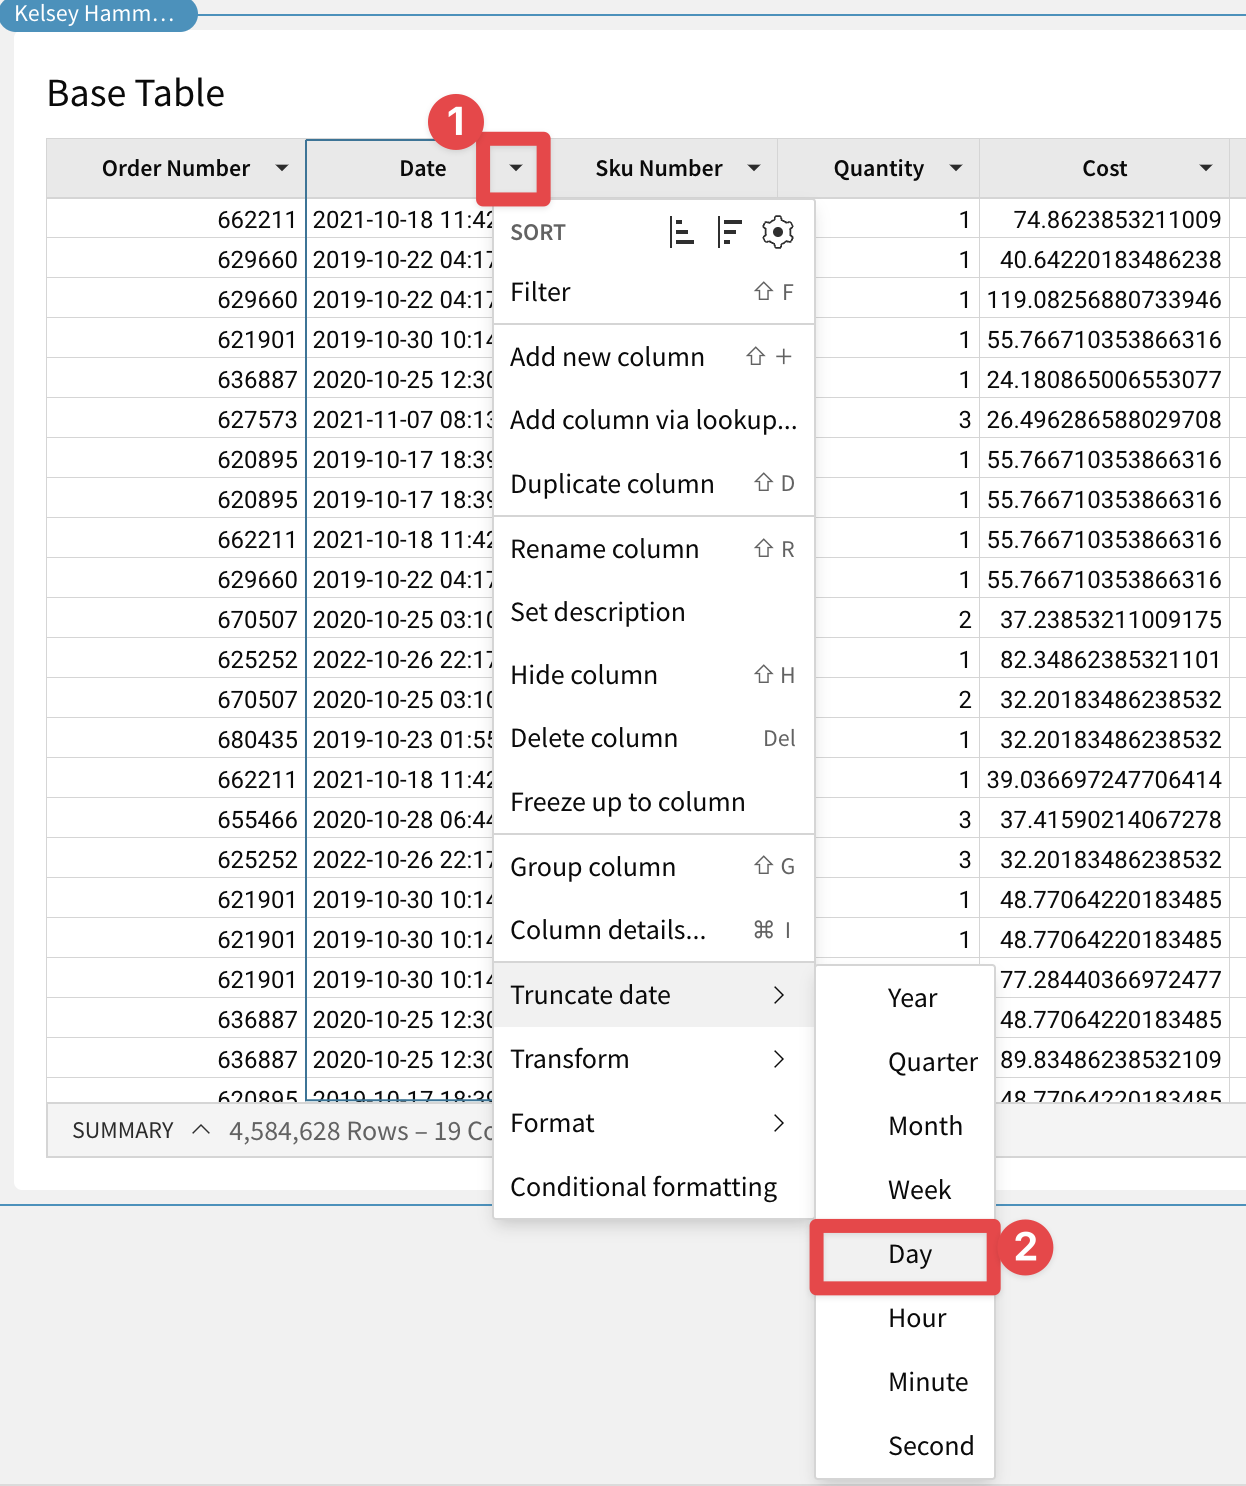 Kelsey Hamm...
Base Table
1
Order Number Date Sku Number Quantity Cost
662211 2021-10-18 11:42 1 74.8623853211009
629660 2019-10-22 04:17 1 40.64220183486238
629660 2019-10-22 04:17 1 119.08256880733946
621901 2019-10-30 10:14 1 55.766710353866316
636887 2020-10-25 12:30 1 24.180865006553077
627573 2021-11-07 08:13 3 26.496286588029708
620895 2019-10-17 18:39 1 55.766710353866316
620895 2019-10-17 18:39 1 55.766710353866316
662211 2021-10-18 11:42 1 55.766710353866316
629660 2019-10-22 04:17 1 55.766710353866316
670507 2020-10-25 03:10 2 37.23853211009175
625252 2022-10-26 22:17 1 82.34862385321101
670507 2020-10-25 03:10 2 32.20183486238532
680435 2019-10-23 01:55 1 32.20183486238532
662211 2021-10-18 11:42 1 39.036697247706414
655466 2020-10-28 06:44 3 37.41590214067278
625252 2022-10-26 22:17 3 32.20183486238532
621901 2019-10-30 10:14 1 48.77064220183485
621901 2019-10-30 10:14 1 48.77064220183485
621901 2019-10-30 10:14 77.28440366972477
636887 2020-10-25 12:30 48.77064220183485
636887 2020-10-25 12:30 89.83486238532109
620895 2019-10-17 18:39 48.77064220183485
SUMMARY 4,584,628 Rows – 19 Co
SORT
Filter ⇧ F
Add new column ⇧ +
Add column via lookup...
Duplicate column ⇧ D
Rename column ⇧ R
Set description
Hide column ⇧ H
Delete column Del
Freeze up to column
Group column ⇧ G
Column details... ⌘ I
Truncate date
Transform
Format
Conditional formatting
Year
Quarter
Month
Week
Day
2
Hour
Minute
Second